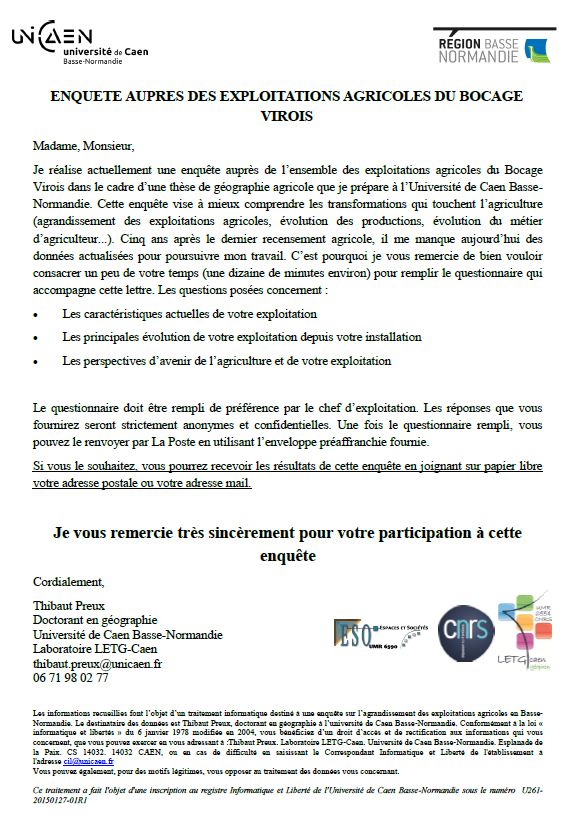 UNICAEN
université de Caen
Basse-Normandie
RÉGION BASSE
NORMANDIE
ENQUETE AUPRES DES EXPLOITATIONS AGRICOLES DU BOCAGE
VIROIS
Madame, Monsieur,
Je réalise actuellement une enquête auprès de l'ensemble des exploitations agricoles du Bocage
Virois dans le cadre d'une thèse de géographie agricole que je prépare à l'Université de Caen Basse-
Normandie. Cette enquête vise à mieux comprendre les transformations qui touchent l'agriculture
(agrandissement des exploitations agricoles, évolution des productions, évolution du métier
d'agriculteur...). Cinq ans après le dernier recensement agricole, il me manque aujourd'hui des
données actualisées pour poursuivre mon travail. C'est pourquoi je vous remercie de bien vouloir
consacrer un peu de votre temps (une dizaine de minutes environ) pour remplir le questionnaire qui
accompagne cette lettre. Les questions posées concernent :
• Les caractéristiques actuelles de votre exploitation
• Les principales évolution de votre exploitation depuis votre installation
• Les perspectives d'avenir de l'agriculture et de votre exploitation
Le questionnaire doit être rempli de préférence par le chef d'exploitation. Les réponses que vous
fournirez seront strictement anonymes et confidentielles. Une fois le questionnaire rempli, vous
pouvez le renvoyer par La Poste en utilisant l'enveloppe préaffranchie fournie.
Si vous le souhaitez, vous pourrez recevoir les résultats de cette enquête en joignant sur papier libre
votre adresse postale ou votre adresse mail.
Je vous remercie très sincèrement pour votre participation à cette
enquête
Cordialement,
Thibaut Preux
Doctorant en géographie
Université de Caen Basse-Normandie
Laboratoire LETG-Caen
thibaut.preux@unicaen.fr
06 71 98 02 77
ESO ESPACES ET SOCIÉTÉS
UMR 6590
cnrs
UMR
6554
CNRS
LETG caen
géophen
Les informations recueillies font l'objet d'un traitement informatique destiné à une enquête sur l'agrandissement des exploitations agricoles en Basse-
Normandie. Le destinataire des données est Thibaut Preux, doctorant en géographie à l'université de Caen Basse-Normandie. Conformément à la loi «
informatique et libertés » du 6 janvier 1978 modifiée en 2004, vous bénéficiez d'un droit d'accès et de rectification aux informations qui vous
concernent, que vous pouvez exercer en vous adressant à :Thibaut Preux. Laboratoire LETG-Caen. Université de Caen Basse-Normandie. Esplanade de
la Paix. CS 14032. 14032 CAEN, ou en cas de difficulté en saisissant le Correspondant Informatique et Liberté de l'établissement à
l'adresse cil@unicaen.fr
Vous pouvez également, pour des motifs légitimes, vous opposer au traitement des données vous concernant.
Ce traitement a fait l'objet d'une inscription au registre Informatique et Liberté de l'Université de Caen Basse-Normandie sous le numéro U261-
20150127-01R1